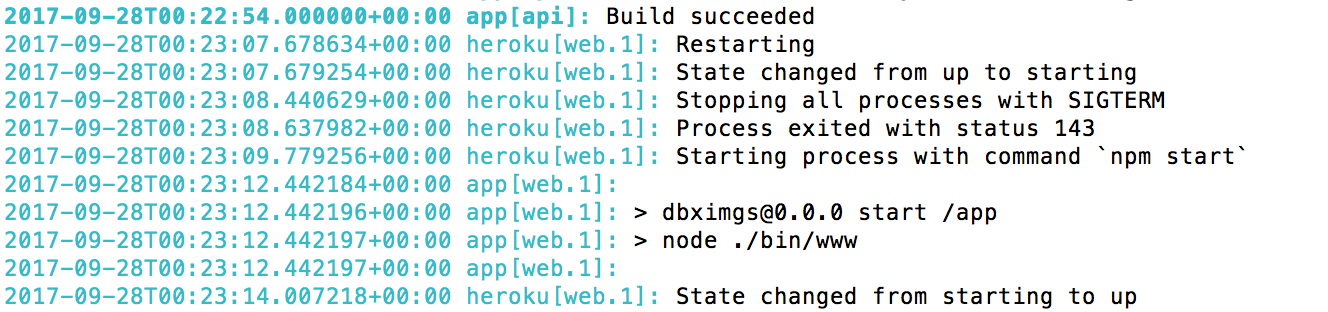 2017-09-28T00:22:54.000000+00:00 app[api]: Build succeeded
2017-09-28T00:23:07.678634+00:00 heroku[web.1]: Restarting
2017-09-28T00:23:07.679254+00:00 heroku[web.1]: State changed from up to starting
2017-09-28T00:23:08.440629+00:00 heroku[web.1]: Stopping all processes with SIGTERM
2017-09-28T00:23:08.637982+00:00 heroku[web.1]: Process exited with status 143
2017-09-28T00:23:09.779256+00:00 heroku[web.1]: Starting process with command `npm start`
2017-09-28T00:23:12.442184+00:00 app[web.1]:
2017-09-28T00:23:12.442196+00:00 app[web.1]: > dbximgs@0.0.0 start /app
2017-09-28T00:23:12.442197+00:00 app[web.1]: > node ./bin/www
2017-09-28T00:23:12.442197+00:00 app[web.1]:
2017-09-28T00:23:14.007218+00:00 heroku[web.1]: State changed from starting to up